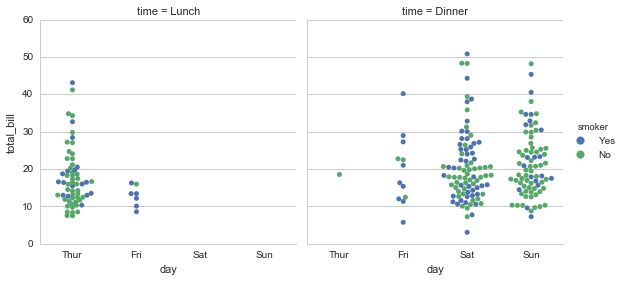 time = Lunch
time = Dinner
60
50
40
30
20
10
0
total_bill
Thur Fri Sat Sun
day
Thur Fri Sat Sun
day
smoker
Yes
No